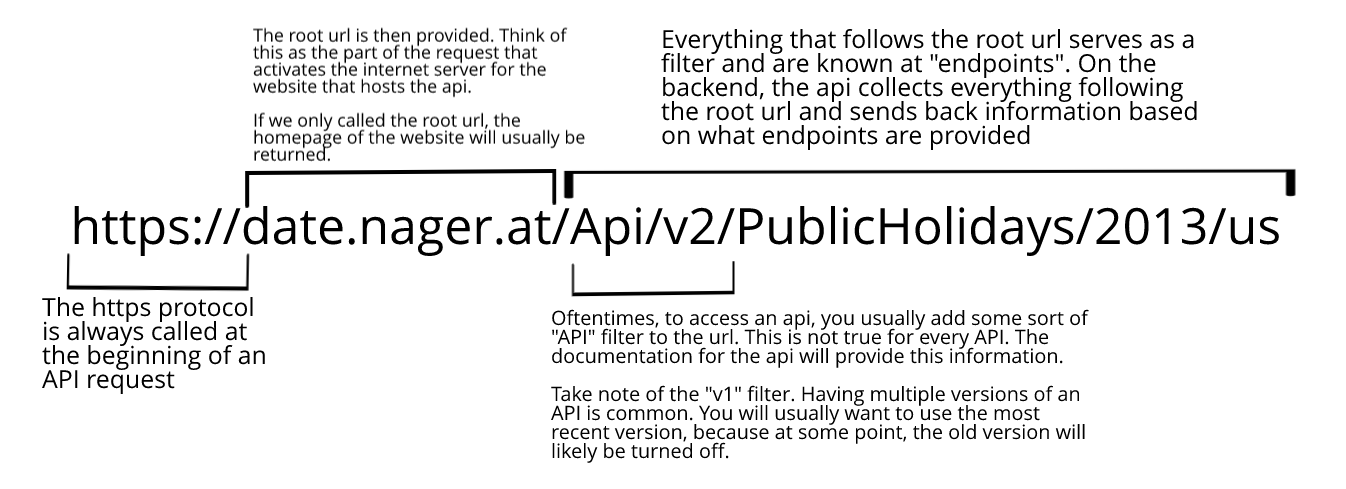 The root url is then provided. Think of
this as the part of the request that
activates the internet server for the
website that hosts the api.
If we only called the root url, the
homepage of the website will usually be
returned.
Everything that follows the root url serves as a
filter and are known at "endpoints". On the
backend, the api collects everything following
the root url and sends back information based
on what endpoints are provided
https://date.nager.at/Api/v2/PublicHolidays/2013/us
The https protocol
is always called at
the beginning of an
API request
Oftentimes, to access an api, you usually add some sort of
"API" filter to the url. This is not true for every API. The
documentation for the api will provide this information.
Take note of the "v1" filter. Having multiple versions of an
API is common. You will usually want to use the most
recent version, because at some point, the old version will
likely be turned off.